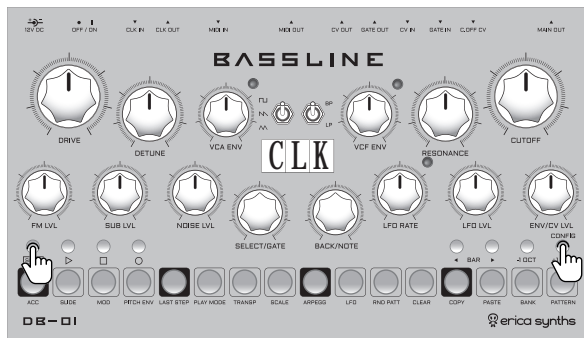 12V DC OFF / ON CLK IN CLK OUT MIDI IN MIDI OUT CV OUT GATE OUT CV IN GATE IN C.OFF CV MAIN OUT
BASSLINE
BP
LP
DRIVE DETUNE VCA ENV VCF ENV RESONANCE CUTOFF
CLK
FM LVL SUB LVL NOISE LVL SELECT/GATE BACK/NOTE LFO RATE LFO LVL ENV/CV LVL
CONFIG
BAR -1 OCT
ACC SLIDE MOD PITCH ENV LAST STEP PLAY MODE TRANSP SCALE ARPEGG LFO RND PATT CLEAR COPY PASTE BANK PATTERN
DB-01 erica synths